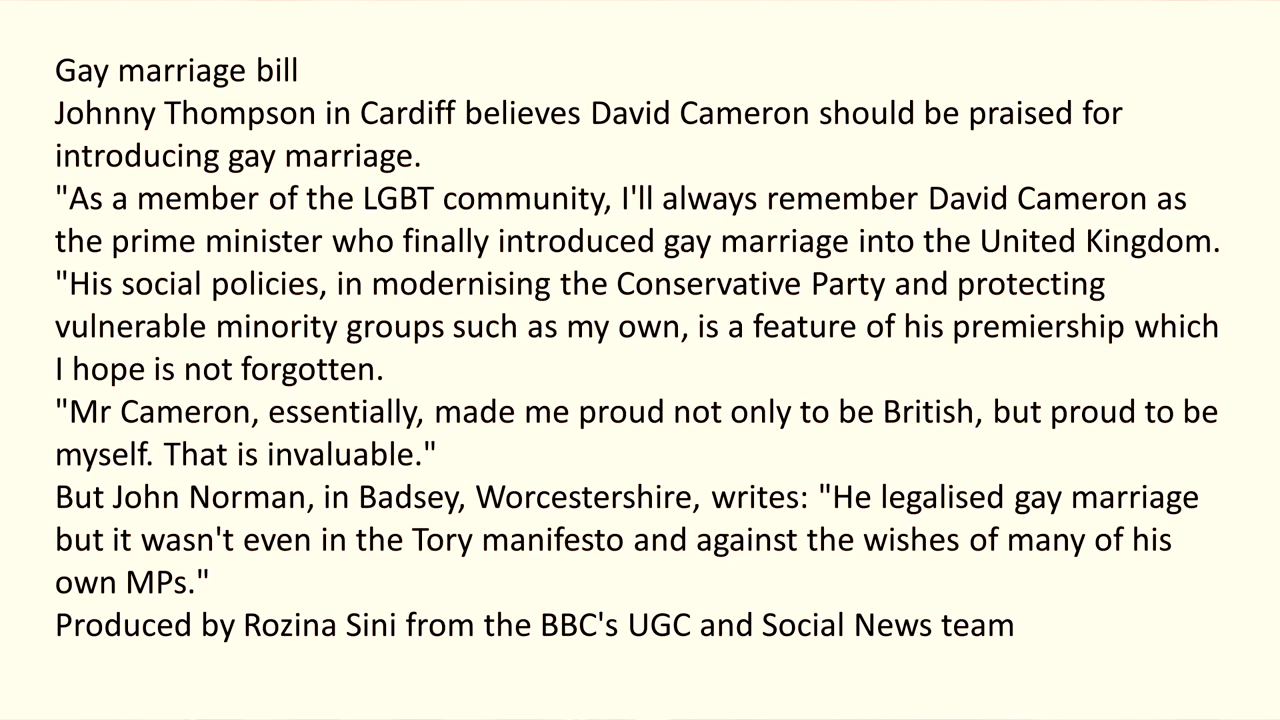 Gay marriage bill
Johnny Thompson in Cardiff believes David Cameron should be praised for
introducing gay marriage.
"As a member of the LGBT community, I'll always remember David Cameron as
the prime minister who finally introduced gay marriage into the United Kingdom.
"His social policies, in modernising the Conservative Party and protecting
vulnerable minority groups such as my own, is a feature of his premiership which
I hope is not forgotten.
"Mr Cameron, essentially, made me proud not only to be British, but proud to be
myself. That is invaluable."
But John Norman, in Badsey, Worcestershire, writes: "He legalised gay marriage
but it wasn't even in the Tory manifesto and against the wishes of many of his
own MPs."
Produced by Rozina Sini from the BBC's UGC and Social News team